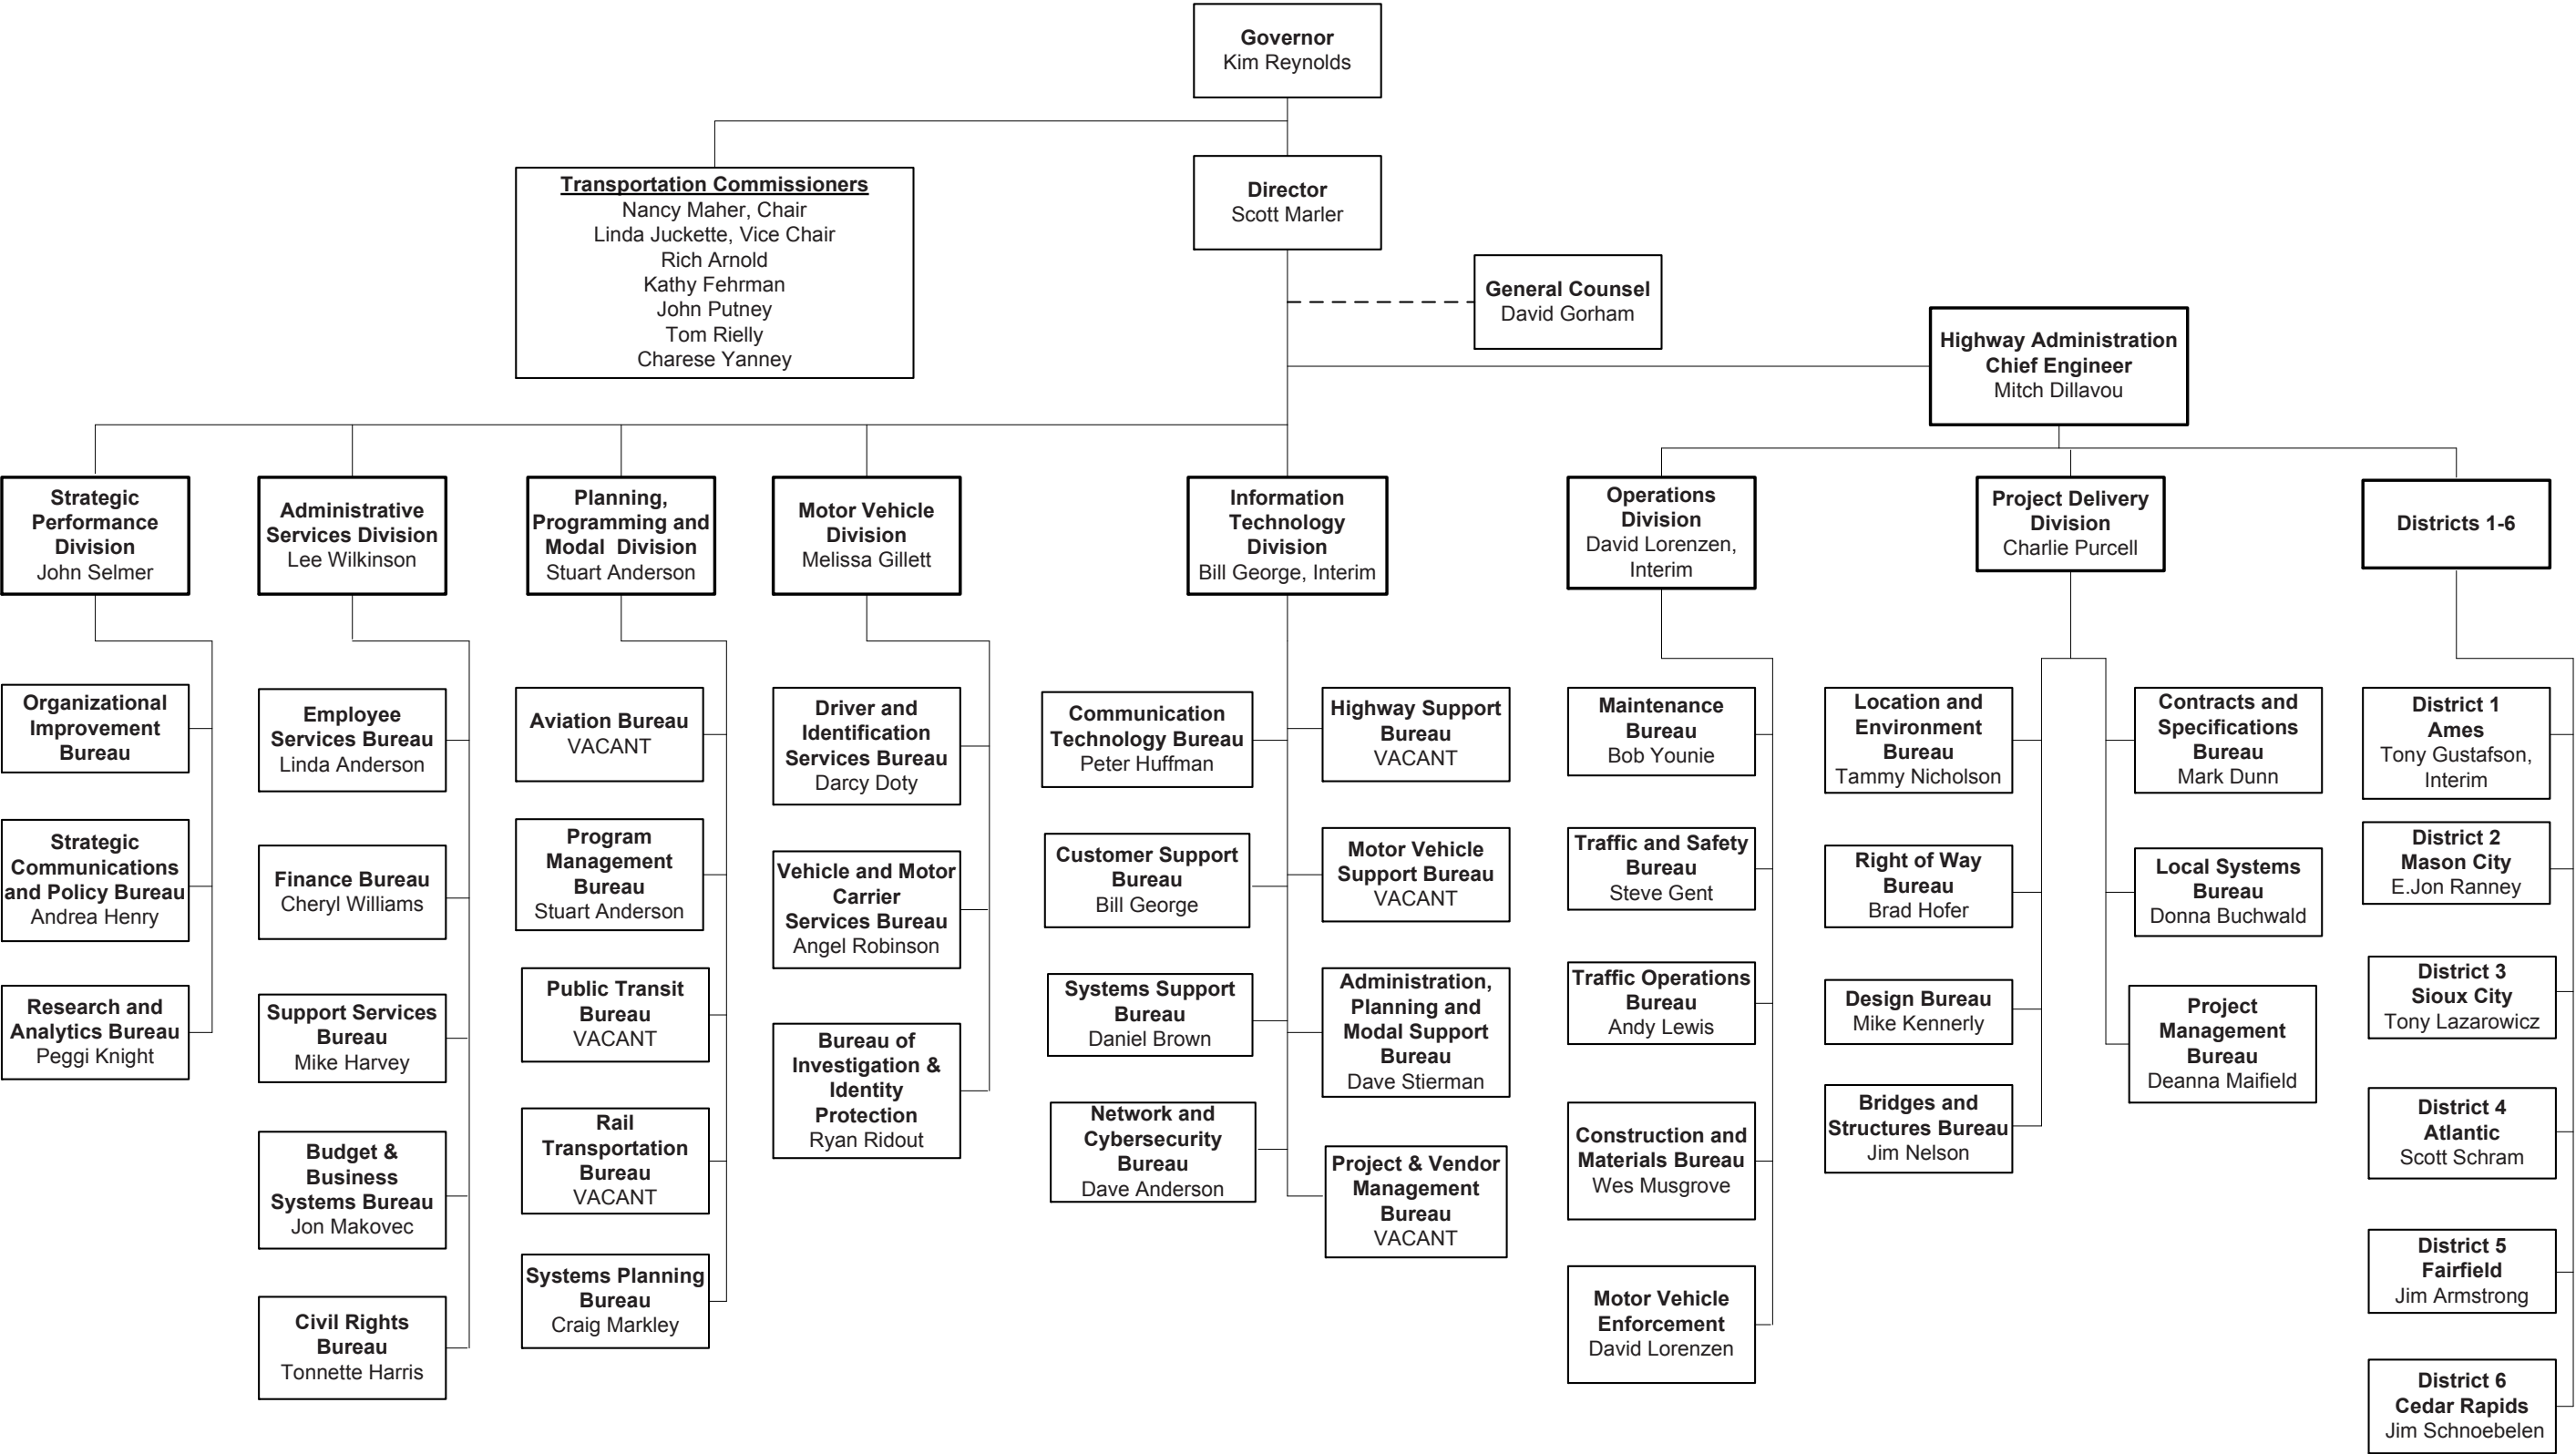 Governor
Kim Reynolds
Transportation Commissioners
Nancy Maher, Chair
Linda Juckette, Vice Chair
Rich Arnold
Kathy Fehrman
John Putney
Tom Rielly
Charese Yanney
Director
Scott Marler
General Counsel
David Gorham
Highway Administration
Chief Engineer
Mitch Dillavou
Strategic
Performance
Division
John Selmer
Administrative
Services Division
Lee Wilkinson
Planning,
Programming and
Modal Division
Stuart Anderson
Motor Vehicle
Division
Melissa Gillett
Information
Technology
Division
Bill George, Interim
Operations
Division
David Lorenzen,
Interim
Project Delivery
Division
Charlie Purcell
Districts 1-6
Organizational
Improvement
Bureau
Strategic
Communications
and Policy Bureau
Andrea Henry
Research and
Analytics Bureau
Peggi Knight
Employee
Services Bureau
Linda Anderson
Finance Bureau
Cheryl Williams
Support Services
Bureau
Mike Harvey
Budget &
Business
Systems Bureau
Jon Makovec
Civil Rights
Bureau
Tonnette Harris
Aviation Bureau
VACANT
Program
Management
Bureau
Stuart Anderson
Public Transit
Bureau
VACANT
Rail
Transportation
Bureau
VACANT
Systems Planning
Bureau
Craig Markley
Driver and
Identification
Services Bureau
Darcy Doty
Vehicle and Motor
Carrier
Services Bureau
Angel Robinson
Bureau of
Investigation &
Identity
Protection
Ryan Ridout
Communication
Technology Bureau
Peter Huffman
Customer Support
Bureau
Bill George
Systems Support
Bureau
Daniel Brown
Network and
Cybersecurity
Bureau
Dave Anderson
Highway Support
Bureau
VACANT
Motor Vehicle
Support Bureau
VACANT
Administration,
Planning and
Modal Support
Bureau
Dave Stierman
Project & Vendor
Management
Bureau
VACANT
Maintenance
Bureau
Bob Younie
Traffic and Safety
Bureau
Steve Gent
Traffic Operations
Bureau
Andy Lewis
Construction and
Materials Bureau
Wes Musgrove
Motor Vehicle
Enforcement
David Lorenzen
Location and
Environment
Bureau
Tammy Nicholson
Right of Way
Bureau
Brad Hofer
Design Bureau
Mike Kennerly
Bridges and
Structures Bureau
Jim Nelson
Contracts and
Specifications
Bureau
Mark Dunn
Local Systems
Bureau
Donna Buchwald
Project
Management
Bureau
Deanna Maifield
District 1
Ames
Tony Gustafson,
Interim
District 2
Mason City
E.Jon Ranney
District 3
Sioux City
Tony Lazarowicz
District 4
Atlantic
Scott Schram
District 5
Fairfield
Jim Armstrong
District 6
Cedar Rapids
Jim Schnoebelen